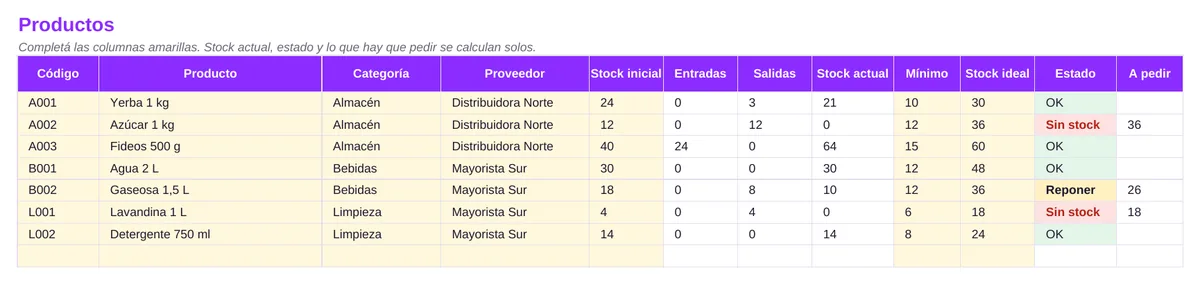 Productos
Completá las columnas amarillas. Stock actual, estado y lo que hay que pedir se calculan solos.
Código Producto Categoría Proveedor Stock inicial Entradas Salidas Stock actual Mínimo Stock ideal Estado A pedir
A001 Yerba 1 kg Almacén Distribuidora Norte 24 0 3 21 10 30 OK
A002 Azúcar 1 kg Almacén Distribuidora Norte 12 0 12 0 12 36 Sin stock 36
A003 Fideos 500 g Almacén Distribuidora Norte 40 24 0 64 15 60 OK
B001 Agua 2 L Bebidas Mayorista Sur 30 0 0 30 12 48 OK
B002 Gaseosa 1,5 L Bebidas Mayorista Sur 18 0 8 10 12 36 Reponer 26
L001 Lavandina 1 L Limpieza Mayorista Sur 4 0 4 0 6 18 Sin stock 18
L002 Detergente 750 ml Limpieza Mayorista Sur 14 0 0 14 8 24 OK